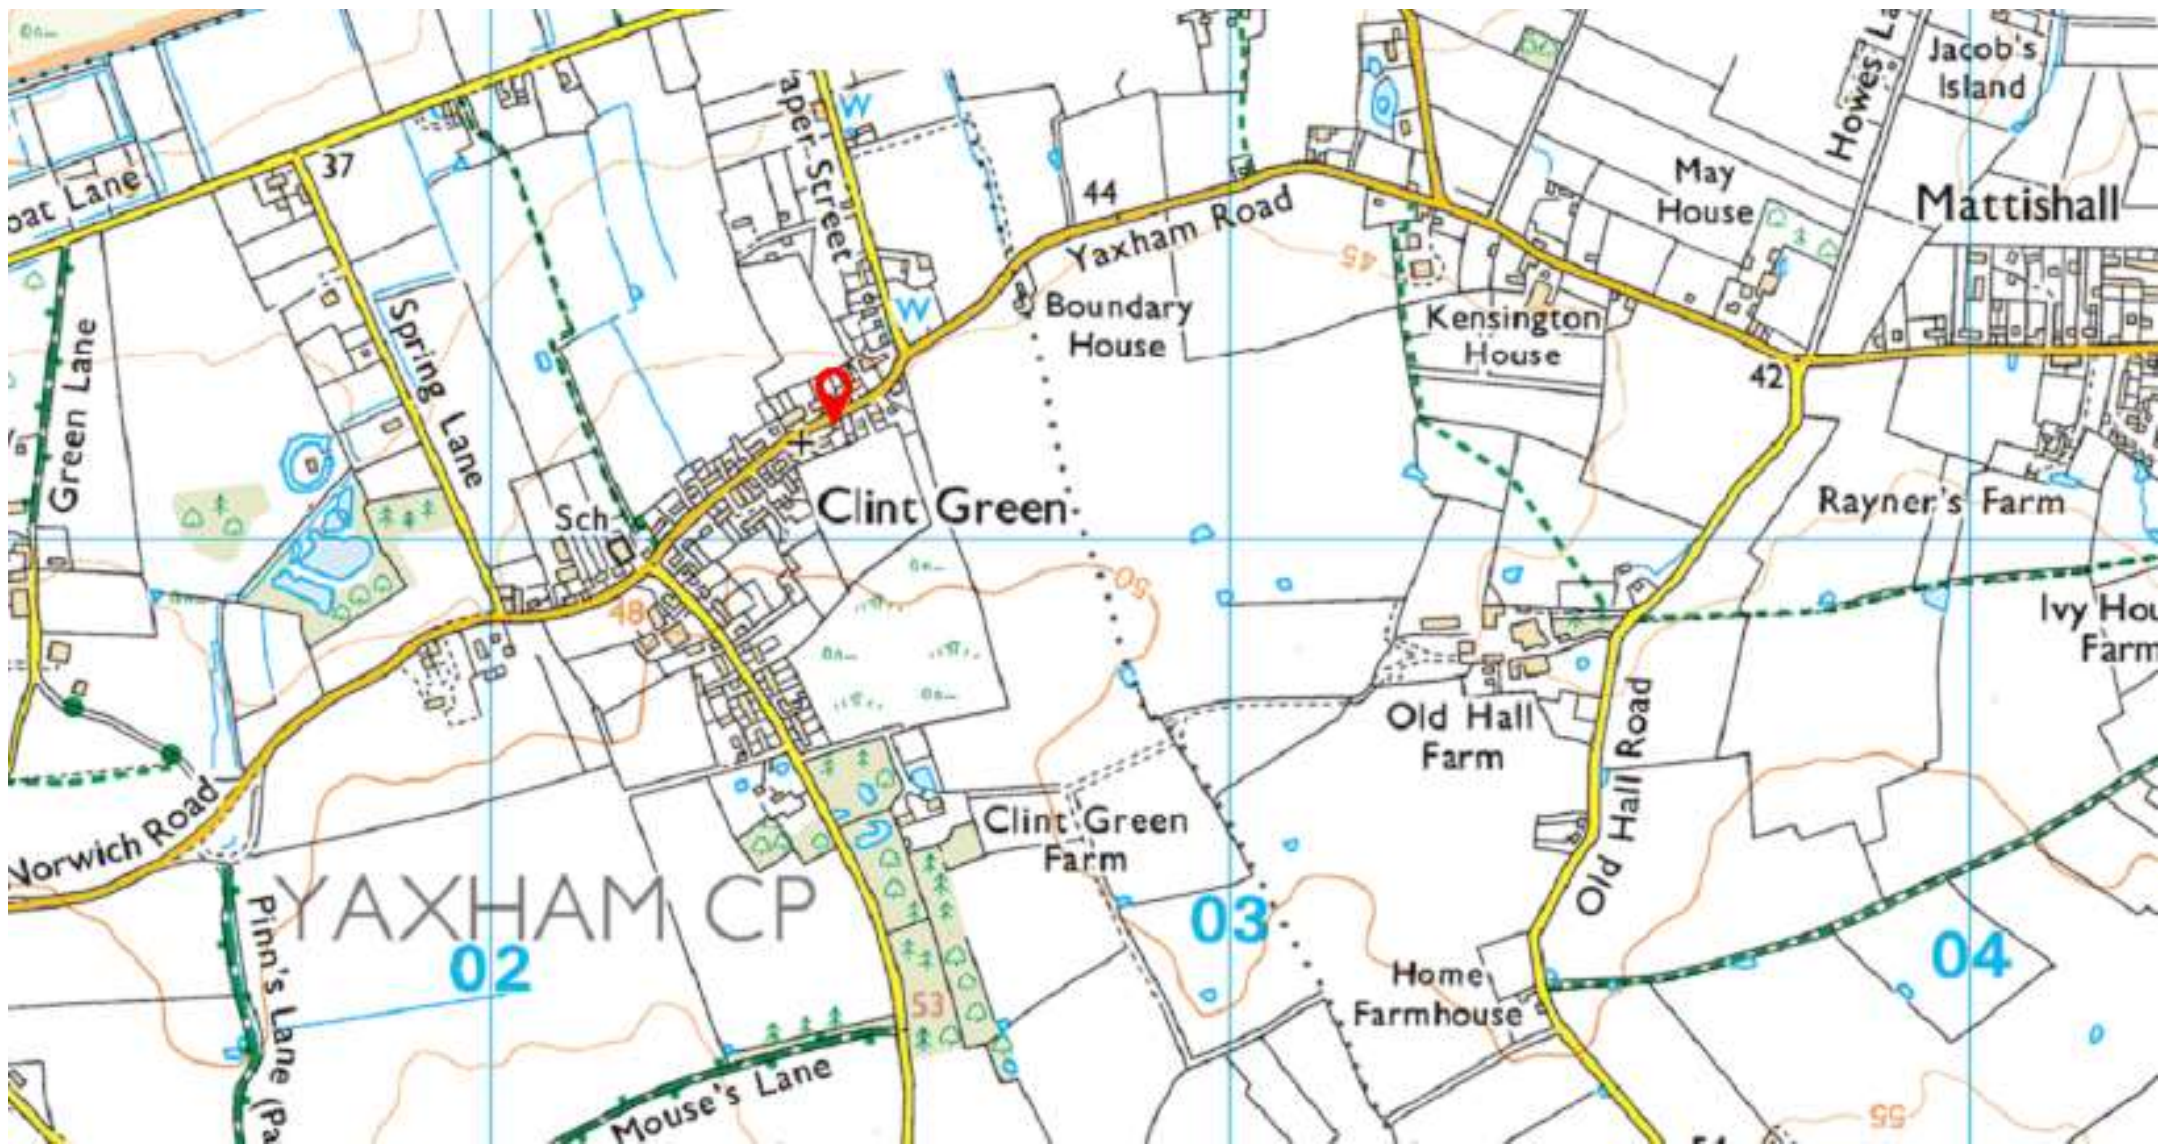 37
oat Lane
Green Lane
Spring Lane
aper Street
W
W
44
Yaxham Road
Boundary
House
45
Kensington
House
May
House
Howes La
Jacob's
Island
Mattishall
42
Sch
Clint Green
Rayner's Farm
48
50
Ivy Hou
Farm
Old Hall
Farm
Old Hall Road
Norwich Road
Clint Green
Farm
YAXHAM CP
Pinn's Lane (Pa
02
03
04
53
Home
Farmhouse
Mouse's Lane
55
54